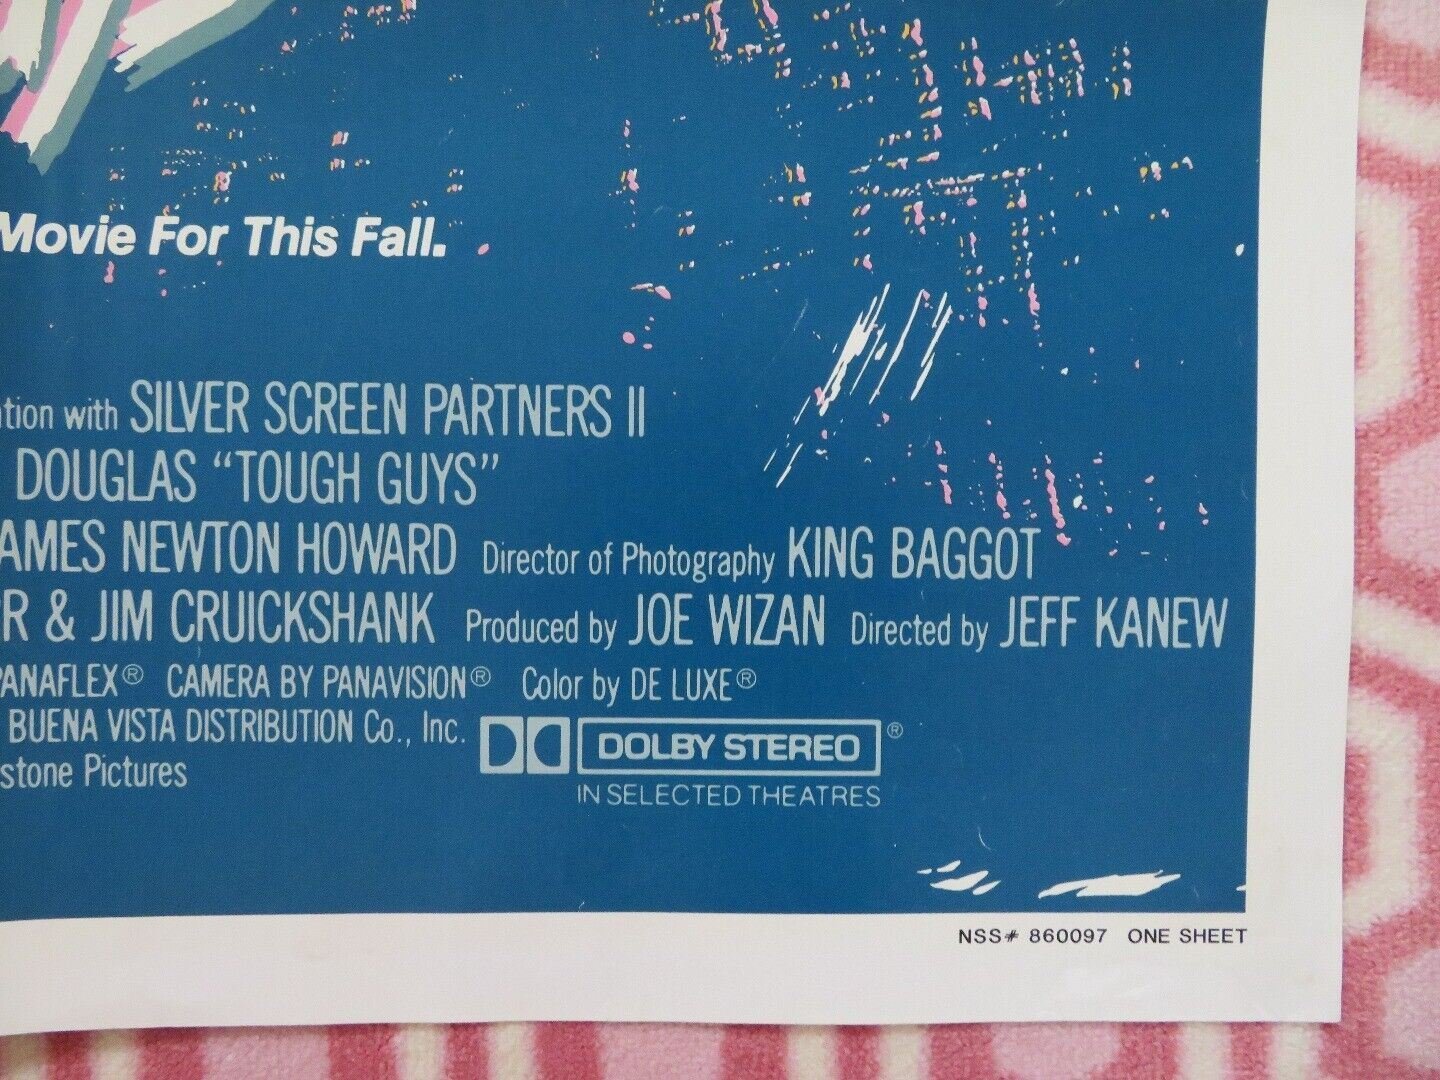 Movie For This Fall.
with SILVER SCREEN PARTNERS II
DOUGLAS “TOUGH GUYS”
AMES NEWTON HOWARD Director of Photography KING BAGGOT
R & JIM CRUICKSHANK Produced by JOE WIZAN Directed by JEFF KANEW
PANAFLEX® CAMERA BY PANAVISION® Color by DE LUXE®
BUENA VISTA DISTRIBUTION Co., Inc.
stone Pictures
DOLBY STEREO ®
IN SELECTED THEATRES
NSS# 860097 ONE SHEET